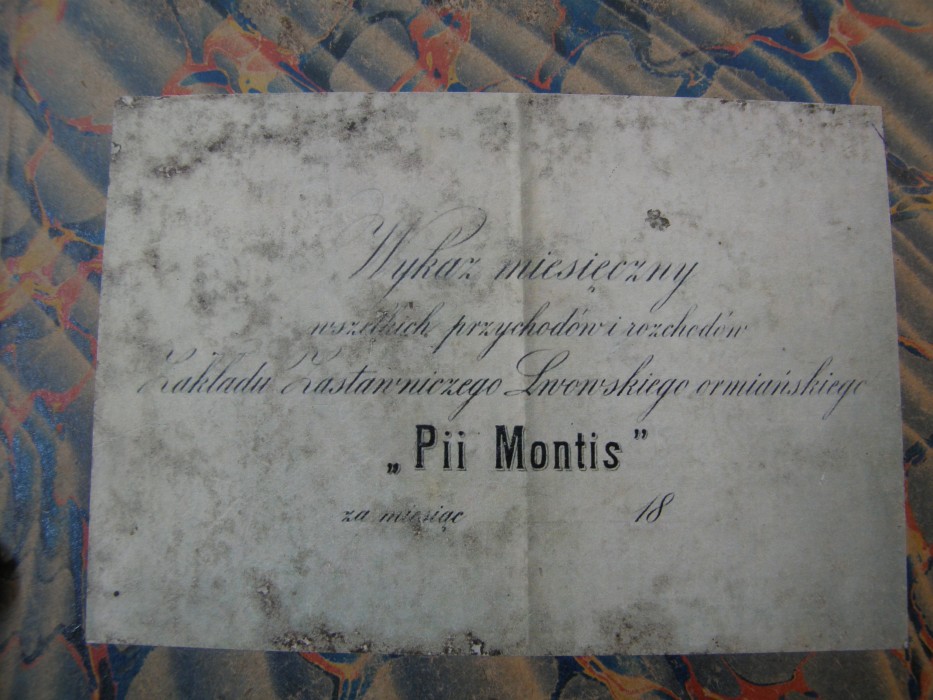 Wykaz miesięczny
wszelkich przychodów i rozchodów
Zakładu Zastawniczego Lwowskiego ormiańskiego
„Pii Montis”
za miesiąc 18